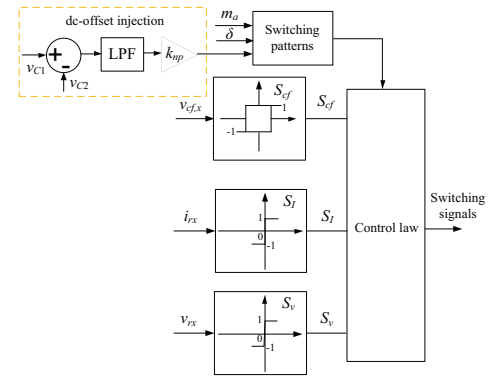 dc-offset injection
m_a
δ
Switching patterns
+
-
LPF
k_np
v_C1
v_C2
v_cf,x
S_cf
1
-1
S_cf
i_rx
S_I
1
0
-1
S_I
Control law
Switching signals
v_rx
S_v
1
0
-1
S_v